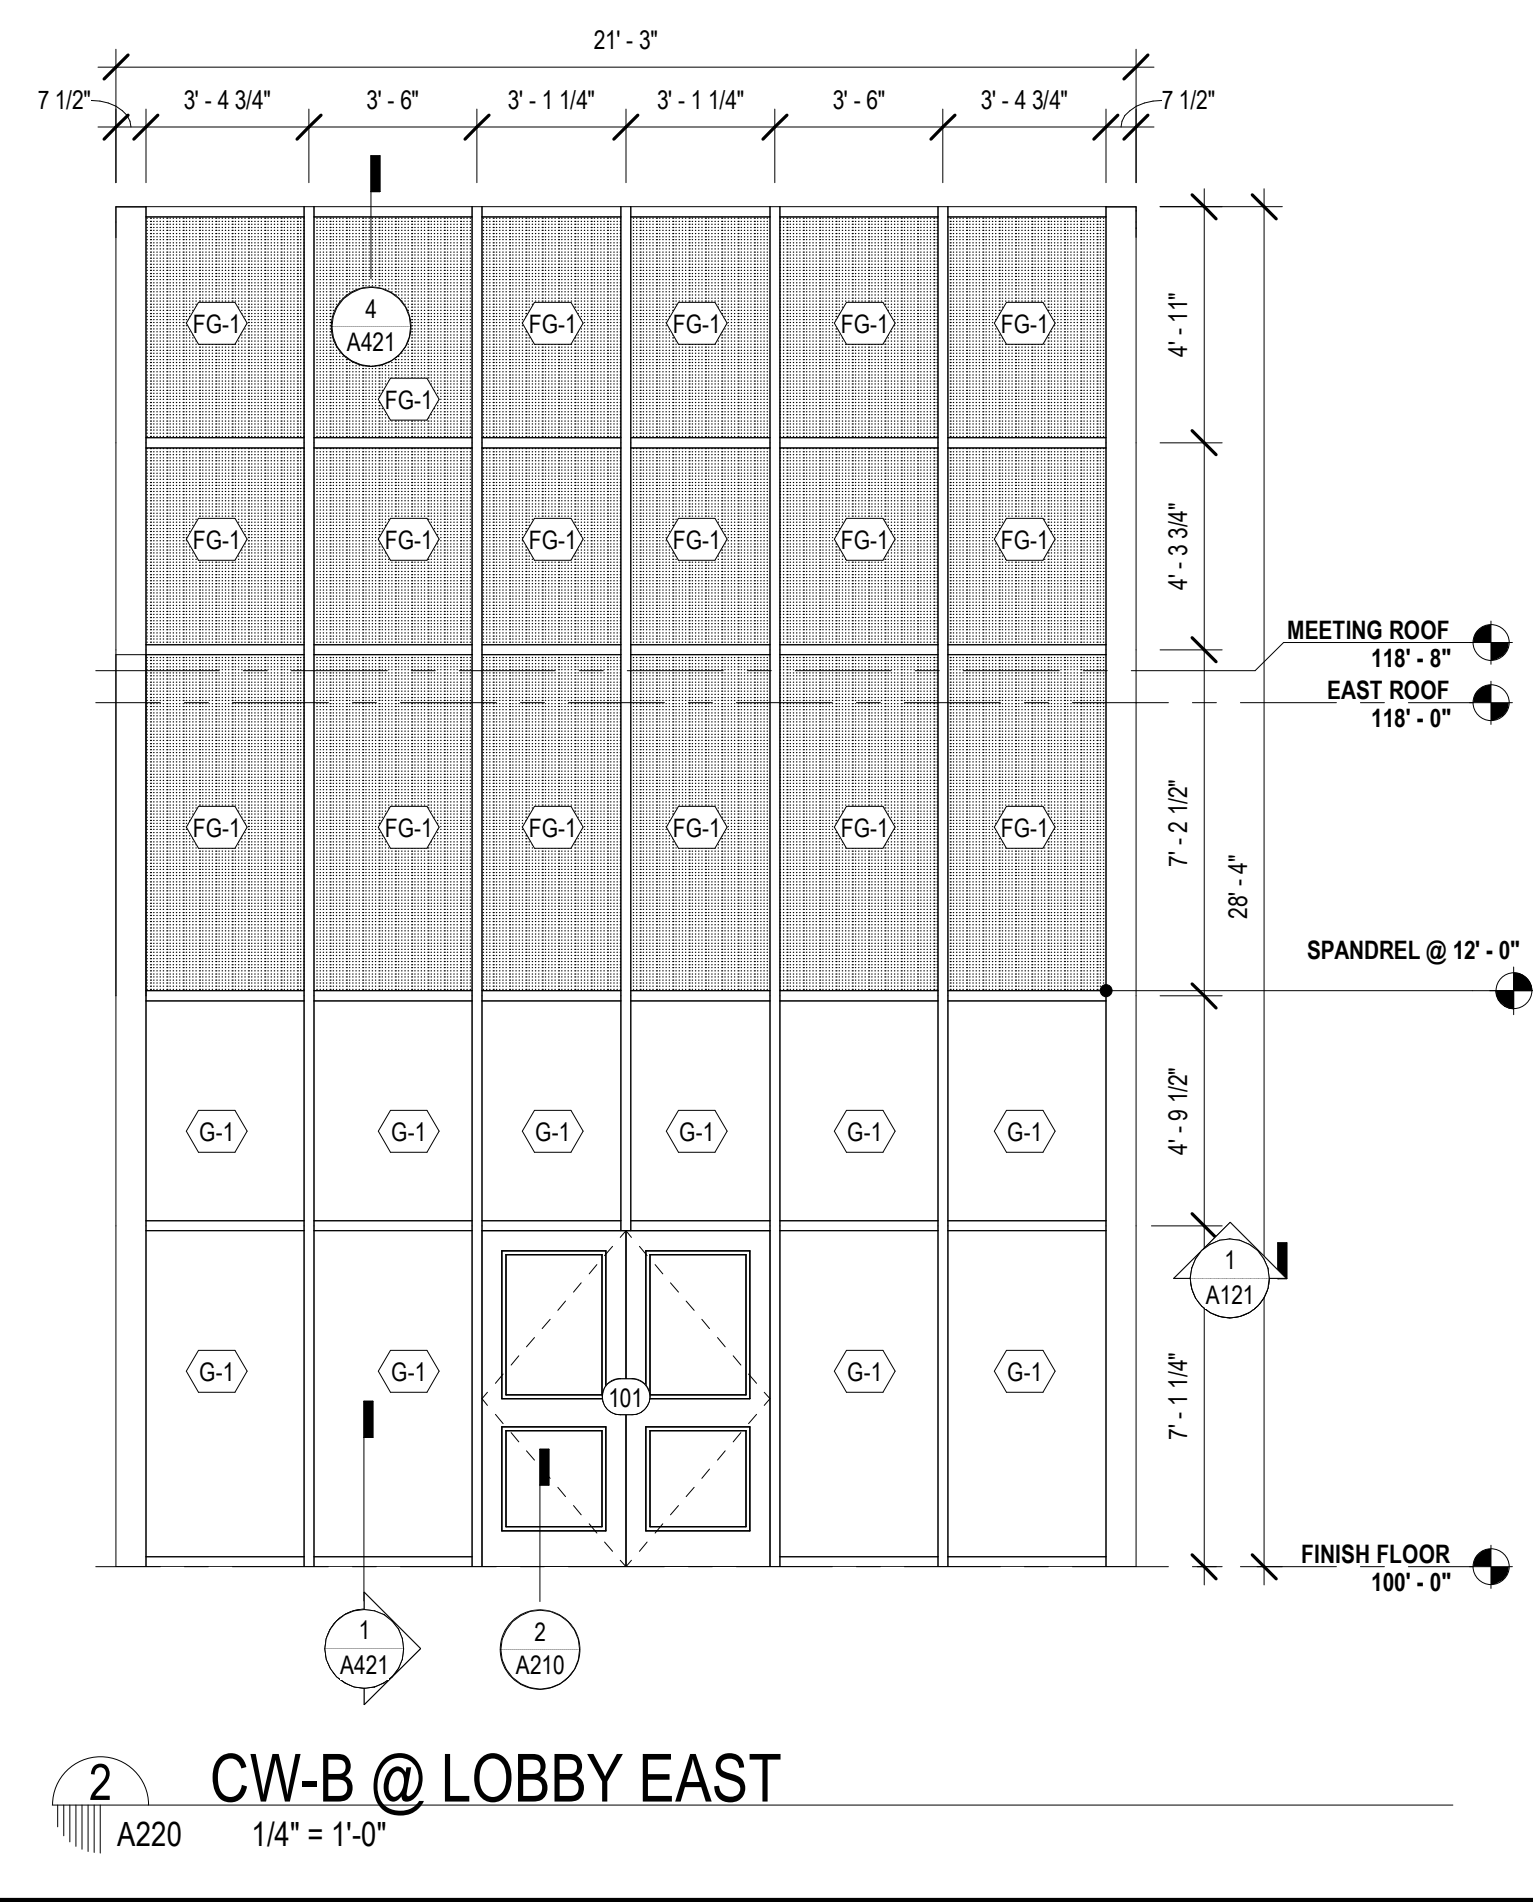 21' - 3"
7 1/2" 3' - 4 3/4" 3' - 6" 3' - 1 1/4" 3' - 1 1/4" 3' - 6" 3' - 4 3/4" 7 1/2"
FG-1 4 FG-1 FG-1 FG-1 FG-1
A421
FG-1
4' - 11"
FG-1 FG-1 FG-1 FG-1 FG-1 FG-1
4' - 3 3/4"
MEETING ROOF
118' - 8"
EAST ROOF
118' - 0"
FG-1 FG-1 FG-1 FG-1 FG-1 FG-1
7' - 2 1/2"
28' - 4"
SPANDREL @ 12' - 0"
G-1 G-1 G-1 G-1 G-1 G-1
4' - 9 1/2"
1
A121
G-1 G-1 G-1 G-1
101
7' - 1 1/4"
FINISH FLOOR
100' - 0"
1
A421
2
A210
2 CW-B @ LOBBY EAST
A220 1/4" = 1'-0"